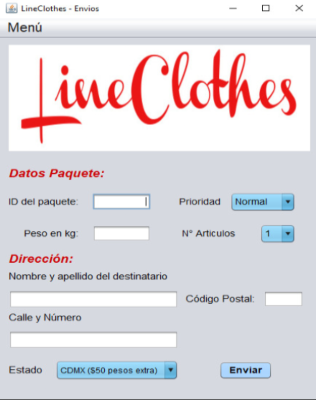 LineClothes - Envios
Menú
LineClothes
Datos Paquete:
ID del paquete:
Prioridad Normal
Peso en kg:
N° Articulos 1
Dirección:
Nombre y apellido del destinatario
Código Postal:
Calle y Número
Estado CDMX ($50 pesos extra)
Enviar